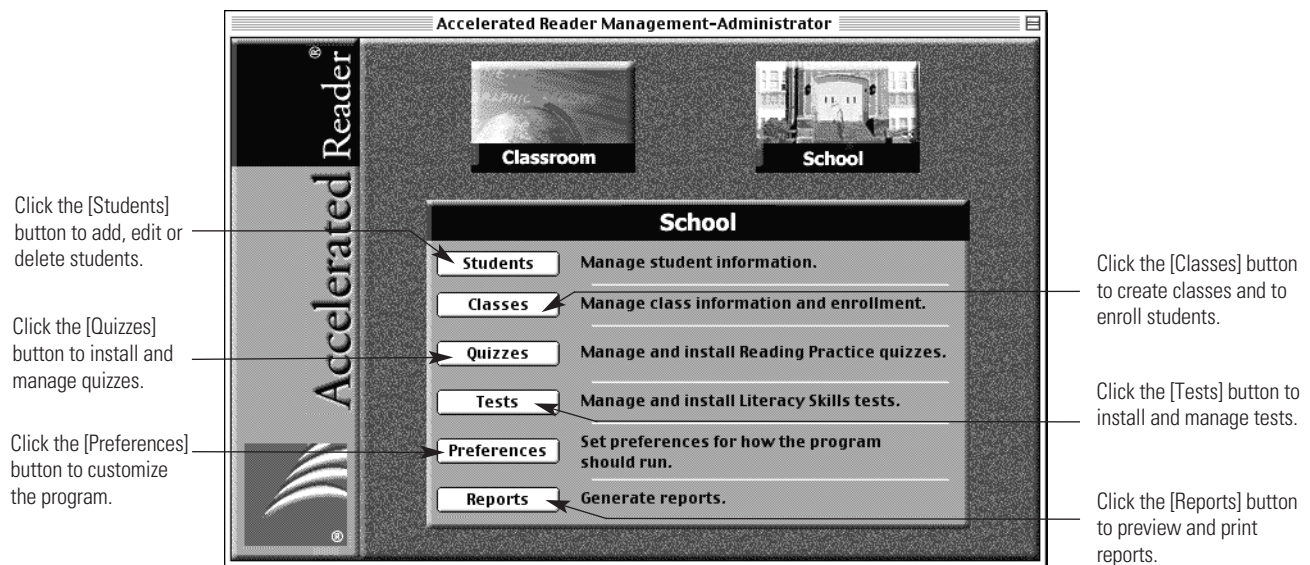 Accelerated Reader Management-Administrator
Accelerated Reader
®
®
Classroom
School
School
Students
Manage student information.
Classes
Manage class information and enrollment.
Quizzes
Manage and install Reading Practice quizzes.
Tests
Manage and install Literacy Skills tests.
Preferences
Set preferences for how the program
should run.
Reports
Generate reports.
Click the [Students]
button to add, edit or
delete students.
Click the [Quizzes]
button to install and
manage quizzes.
Click the [Preferences]
button to customize
the program.
Click the [Classes] button
to create classes and to
enroll students.
Click the [Tests] button to
install and manage tests.
Click the [Reports] button
to preview and print
reports.